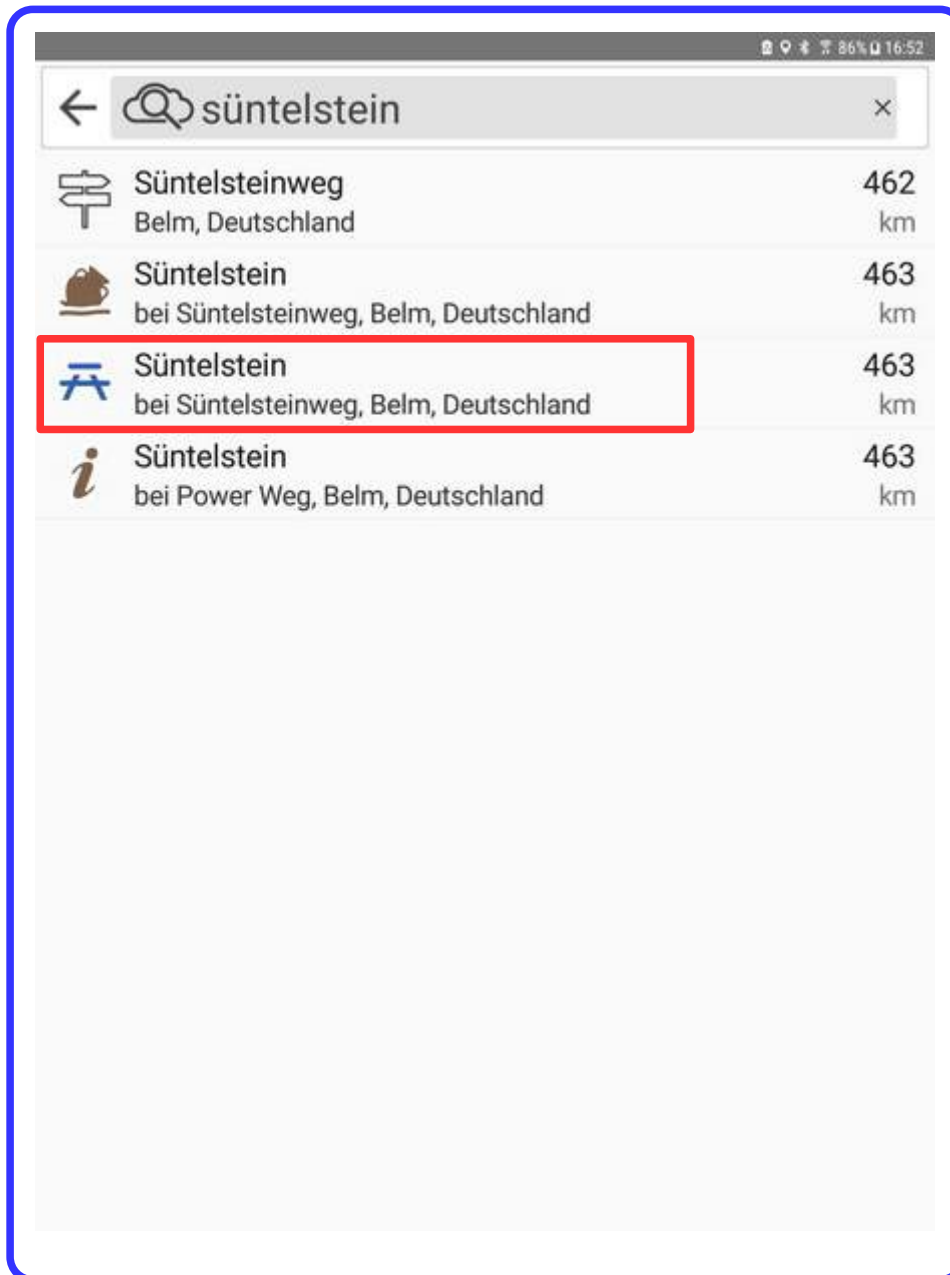 86% 16:52
süntelstein
Süntelsteinweg 462
Belm, Deutschland km
Süntelstein 463
bei Süntelsteinweg, Belm, Deutschland km
Süntelstein 463
bei Süntelsteinweg, Belm, Deutschland km
Süntelstein 463
bei Power Weg, Belm, Deutschland km